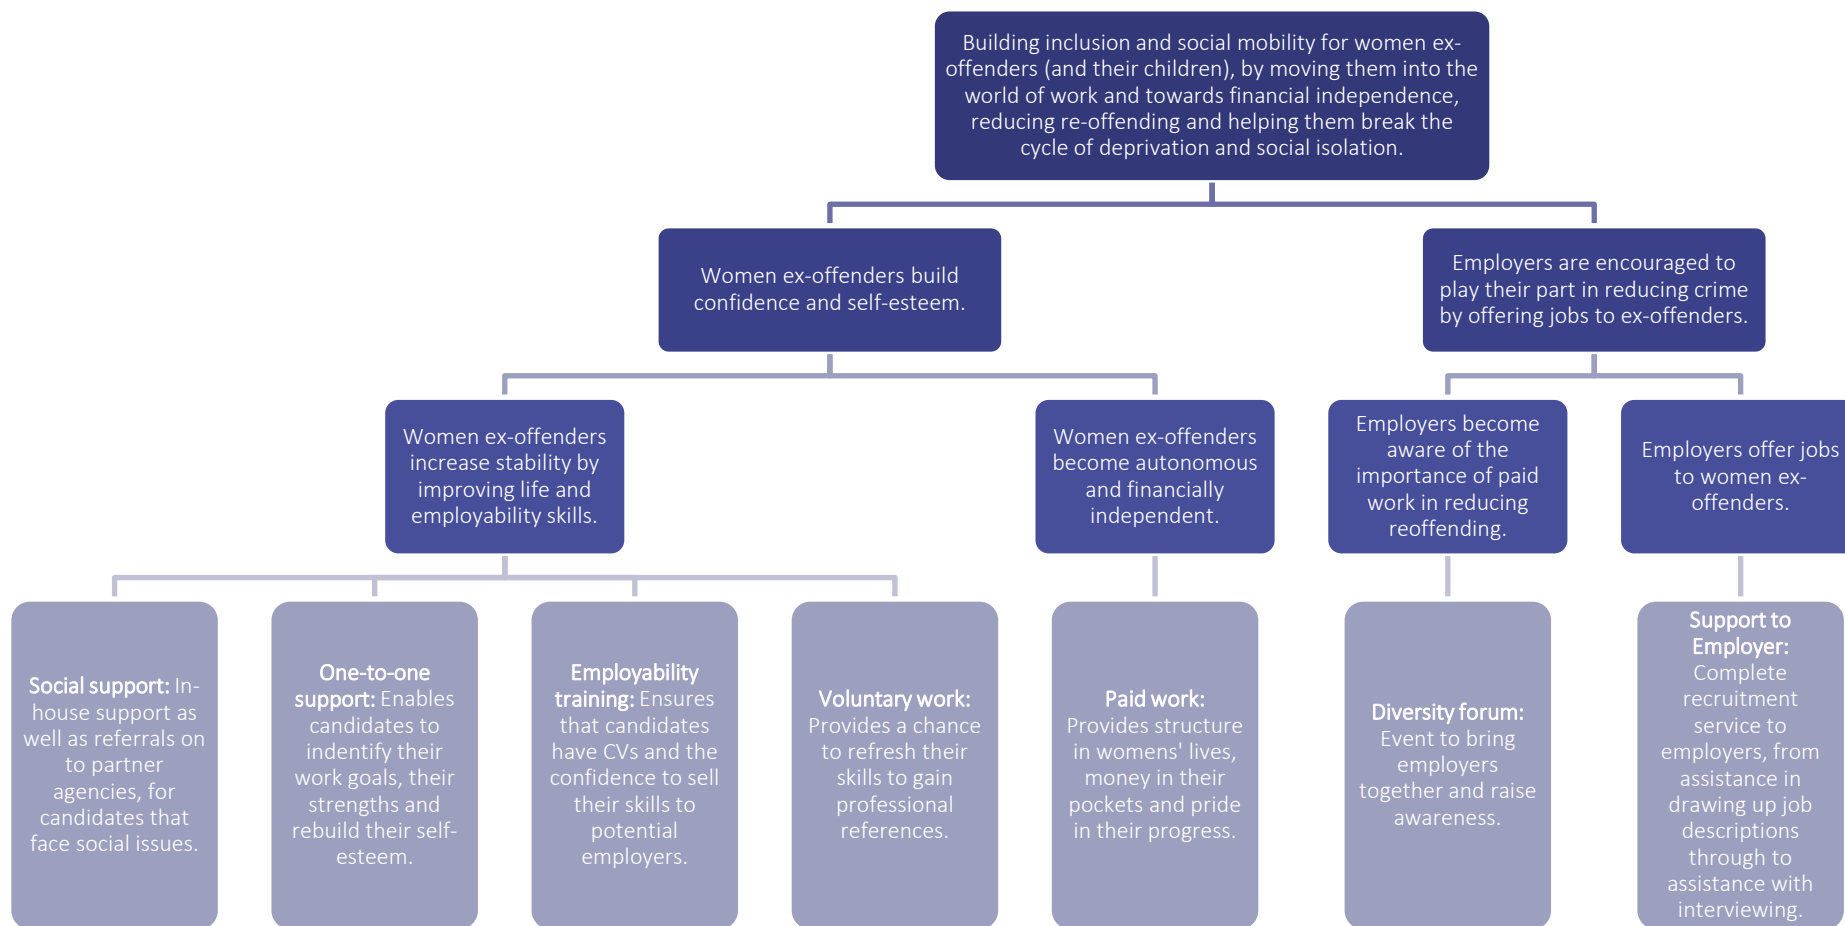 Building inclusion and social mobility for women ex-
offenders (and their children), by moving them into the
world of work and towards financial independence,
reducing re-offending and helping them break the
cycle of deprivation and social isolation.
Women ex-offenders build
confidence and self-esteem.
Employers are encouraged to
play their part in reducing crime
by offering jobs to ex-offenders.
Women ex-offenders
increase stability by
improving life and
employability skills.
Women ex-offenders
become autonomous
and financially
independent.
Employers become
aware of the
importance of paid
work in reducing
reoffending.
Employers offer jobs
to women ex-
offenders.
Social support: In-
house support as
well as referrals on
to partner
agencies, for
candidates that
face social issues.
One-to-one
support: Enables
candidates to
indentify their
work goals, their
strengths and
rebuild their self-
esteem.
Employability
training: Ensures
that candidates
have CVs and the
confidence to sell
their skills to
potential
employers.
Voluntary work:
Provides a chance
to refresh their
skills to gain
professional
references.
Paid work:
Provides structure
in womens' lives,
money in their
pockets and pride
in their progress.
Diversity forum:
Event to bring
employers
together and raise
awareness.
Support to
Employer:
Complete
recruitment
service to
employers, from
assistance in
drawing up job
descriptions
through to
assistance with
interviewing.